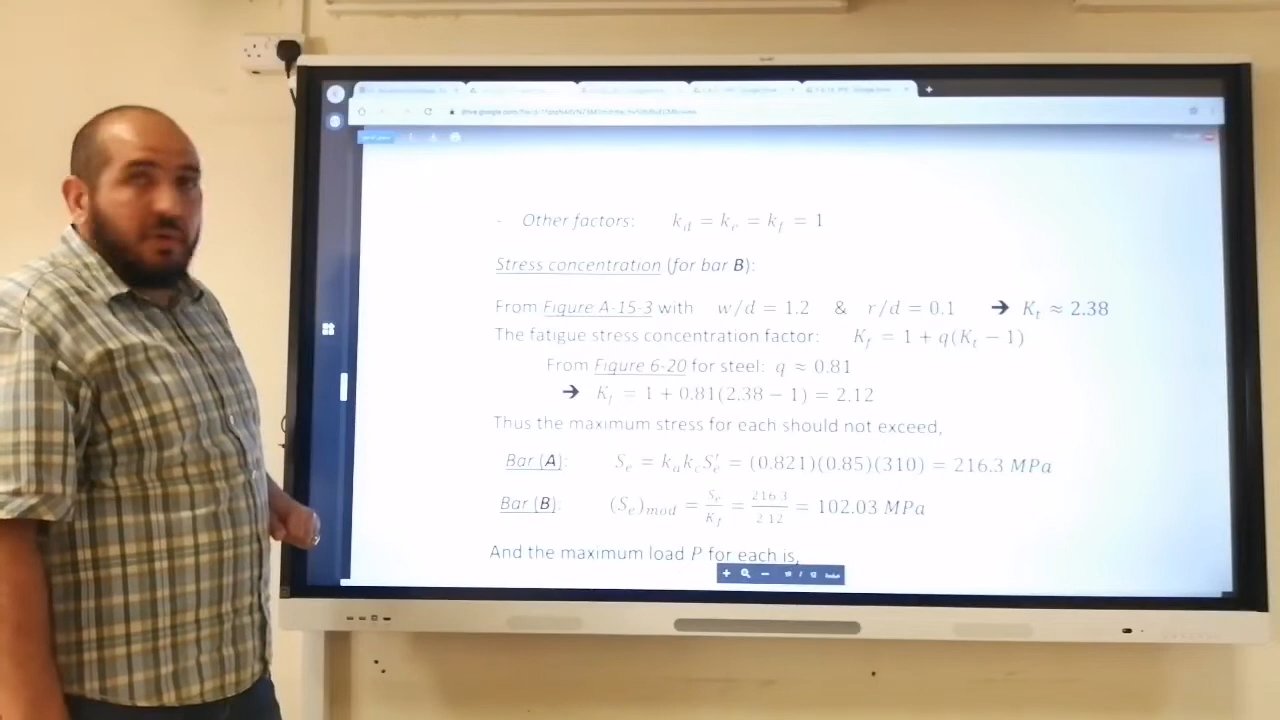 - Other factors: k_d = k_e = k_f = 1
Stress concentration (for bar B):
From Figure A-15-3 with w/d = 1.2 & r/d = 0.1 ➔ K_t ≈ 2.38
The fatigue stress concentration factor: K_f = 1 + q(K_t − 1)
From Figure 6-20 for steel: q ≈ 0.81
➔ K_f = 1 + 0.81(2.38 − 1) = 2.12
Thus the maximum stress for each should not exceed,
Bar (A): S_e = k_a k_c S'_e = (0.821)(0.85)(310) = 216.3 MPa
Bar (B): (S_e)_mod = S_e / K_f = 216.3 / 2.12 = 102.03 MPa
And the maximum load P for each is,